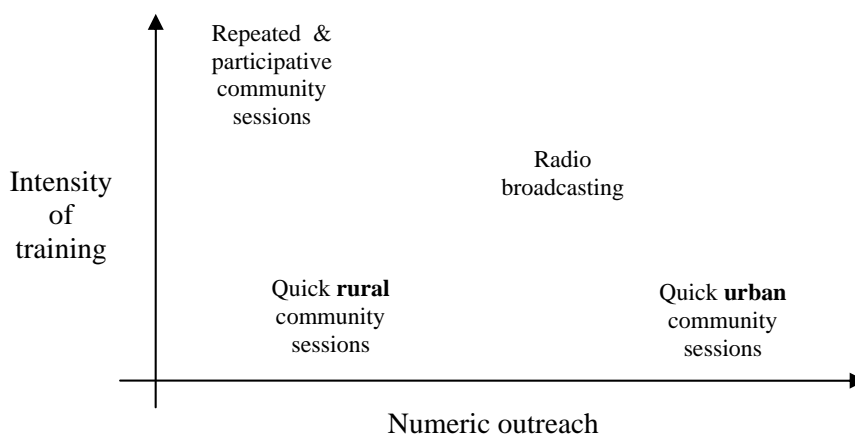 Repeated &
participative
community
sessions
Radio
broadcasting
Intensity
of
training
Quick rural
community
sessions
Quick urban
community
sessions
Numeric outreach